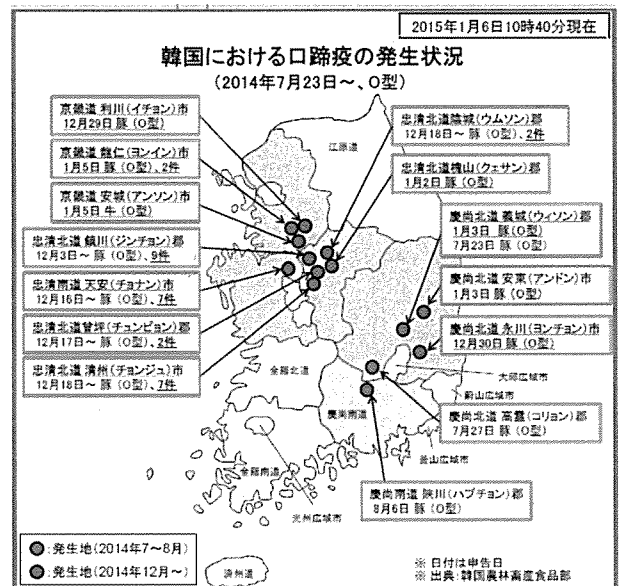 2015年1月6日10時40分現在
韓国における口蹄疫の発生状況
(2014年7月23日～、O型)
京畿道 利川(イチョン)市
12月29日 豚 (O型)
京畿道 龍仁(ヨンイン)市
1月5日 豚 (O型)、2件
京畿道 安城(アンソン)市
1月5日 牛 (O型)
忠清北道 鎮川(ジンチョン)郡
12月3日～ 豚 (O型)、9件
忠清南道 天安(チョナン)市
12月16日～ 豚 (O型)、7件
忠清北道 曽坪(チュンピョン)郡
12月17日～ 豚 (O型)、2件
忠清北道 清州(チョンジュ)市
12月18日～ 豚 (O型)、7件
江原道
忠清北道 陰城(ウムソン)郡
12月18日～ 豚 (O型)、2件
忠清北道 槐山(クェサン)郡
1月2日 豚 (O型)
慶尚北道 義城(ウィソン)郡
1月3日 豚 (O型)
7月23日 豚 (O型)
慶尚北道 安東(アンドン)市
1月3日 豚 (O型)
慶尚北道 永川(ヨンチョン)市
12月30日 豚 (O型)
大邱広域市
蔚山広域市
慶尚北道 高霊(コリョン)郡
7月27日 豚 (O型)
釜山広域市
慶尚南道 陜川(ハプチョン)郡
8月6日 豚 (O型)
全羅北道
慶尚南道
全羅南道
光州広域市
済州道
:発生地(2014年7～8月)
:発生地(2014年12月～)
※ 日付は申告日
※ 出典:韓国農林畜産食品部